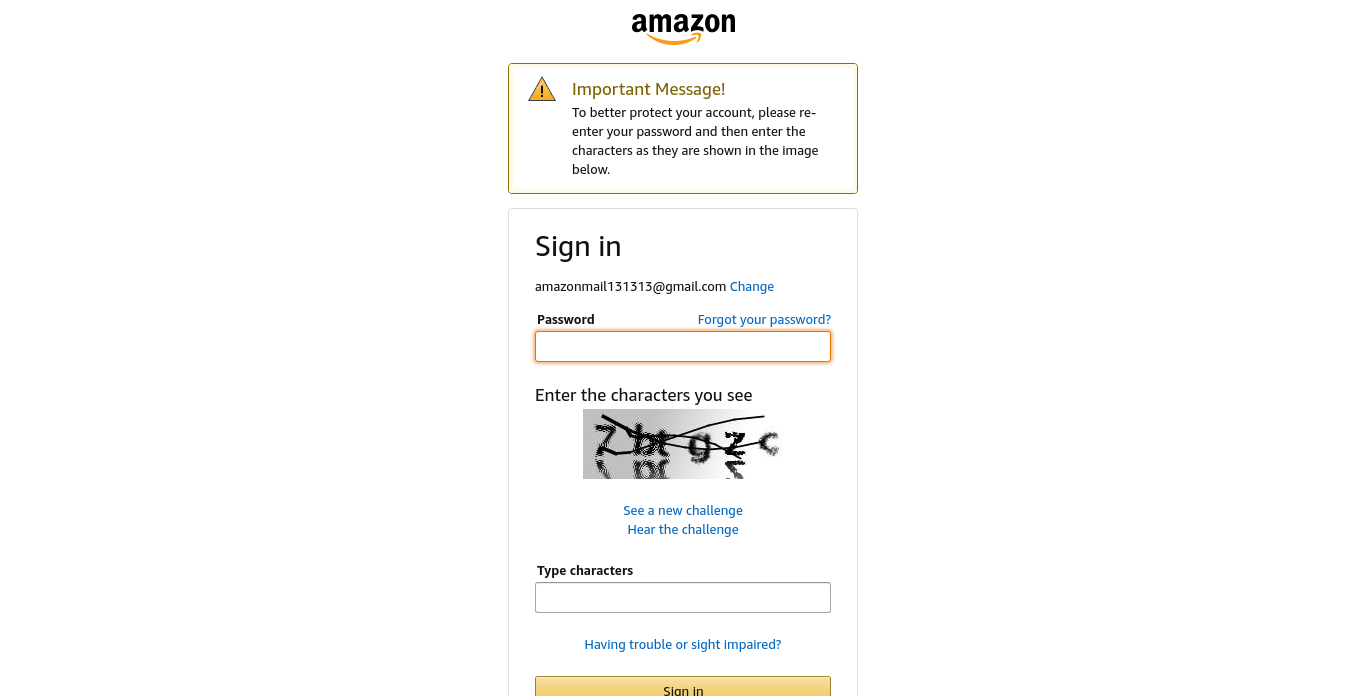 amazon
Important Message!
To better protect your account, please re-
enter your password and then enter the
characters as they are shown in the image
below.
Sign in
amazonmail131313@gmail.com Change
Password Forgot your password?
Enter the characters you see
See a new challenge
Hear the challenge
Type characters
Having trouble or sight impaired?
Sign in